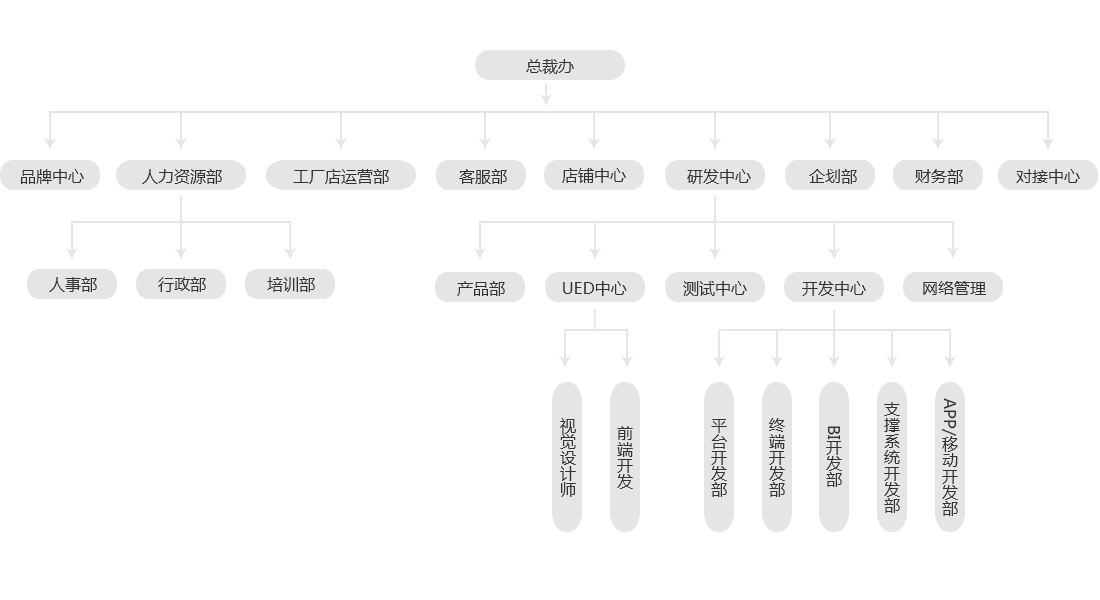 总裁办
品牌中心
人力资源部
工厂店运营部
客服部
店铺中心
研发中心
企划部
财务部
对接中心
人事部
行政部
培训部
产品部
UED中心
测试中心
开发中心
网络管理
视觉设计师
前端开发
平台开发部
终端开发部
BI开发部
支撑系统开发部
APP/移动开发部